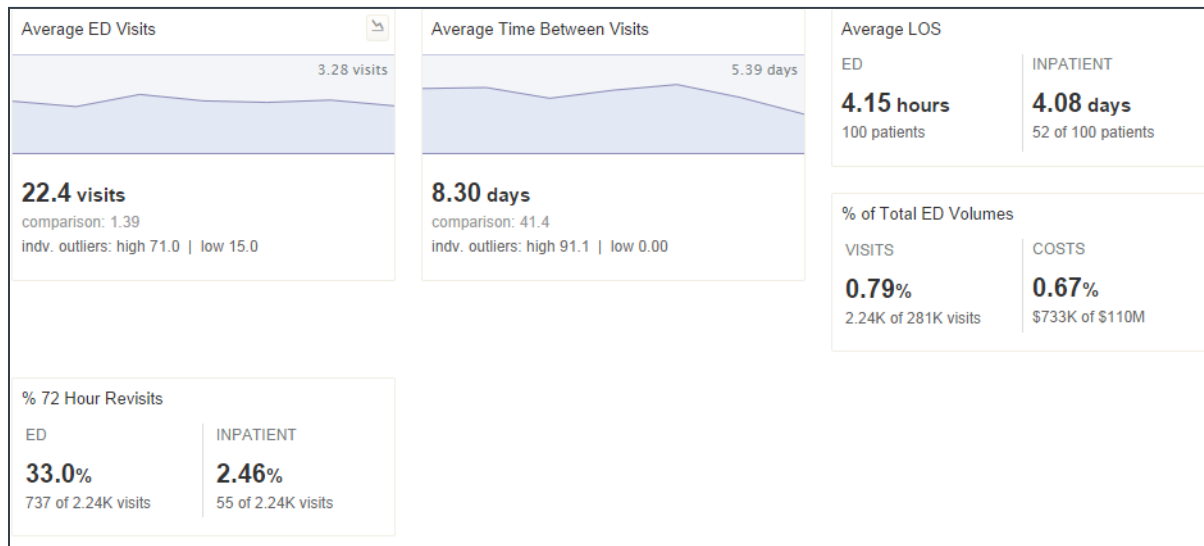 Average ED Visits
3.28 visits
22.4 visits
comparison: 1.39
indv. outliers: high 71.0 | low 15.0
Average Time Between Visits
5.39 days
8.30 days
comparison: 41.4
indv. outliers: high 91.1 | low 0.00
Average LOS
ED
4.15 hours
100 patients
INPATIENT
4.08 days
52 of 100 patients
% of Total ED Volumes
VISITS
0.79%
2.24K of 281K visits
COSTS
0.67%
$733K of $110M
% 72 Hour Revisits
ED
33.0%
737 of 2.24K visits
INPATIENT
2.46%
55 of 2.24K visits